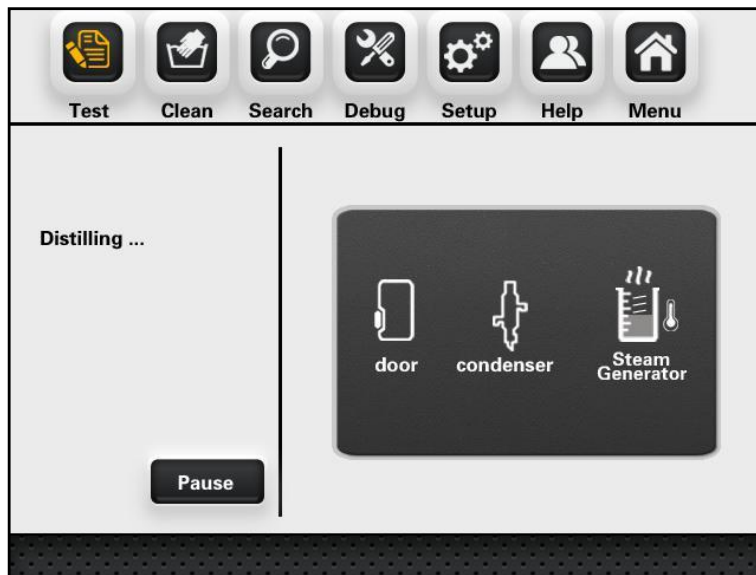 Test Clean Search Debug Setup Help Menu
Distilling ...
door condenser Steam
Generator
Pause